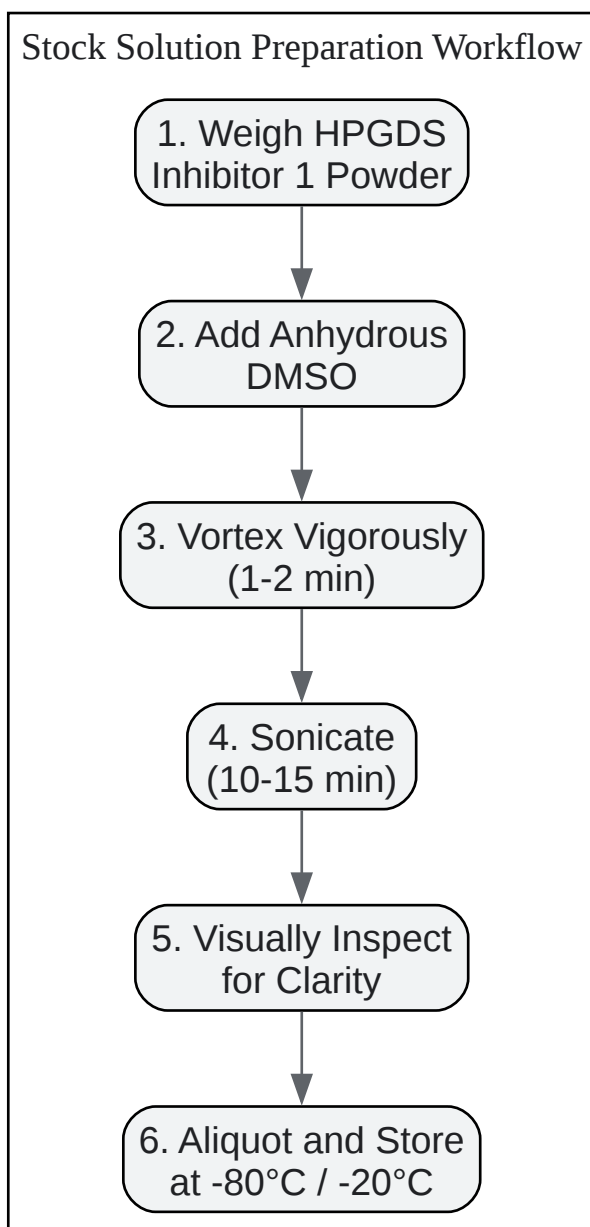 Stock Solution Preparation Workflow
1. Weigh HPGDS
Inhibitor 1 Powder
2. Add Anhydrous
DMSO
3. Vortex Vigorously
(1-2 min)
4. Sonicate
(10-15 min)
5. Visually Inspect
for Clarity
6. Aliquot and Store
at -80°C / -20°C